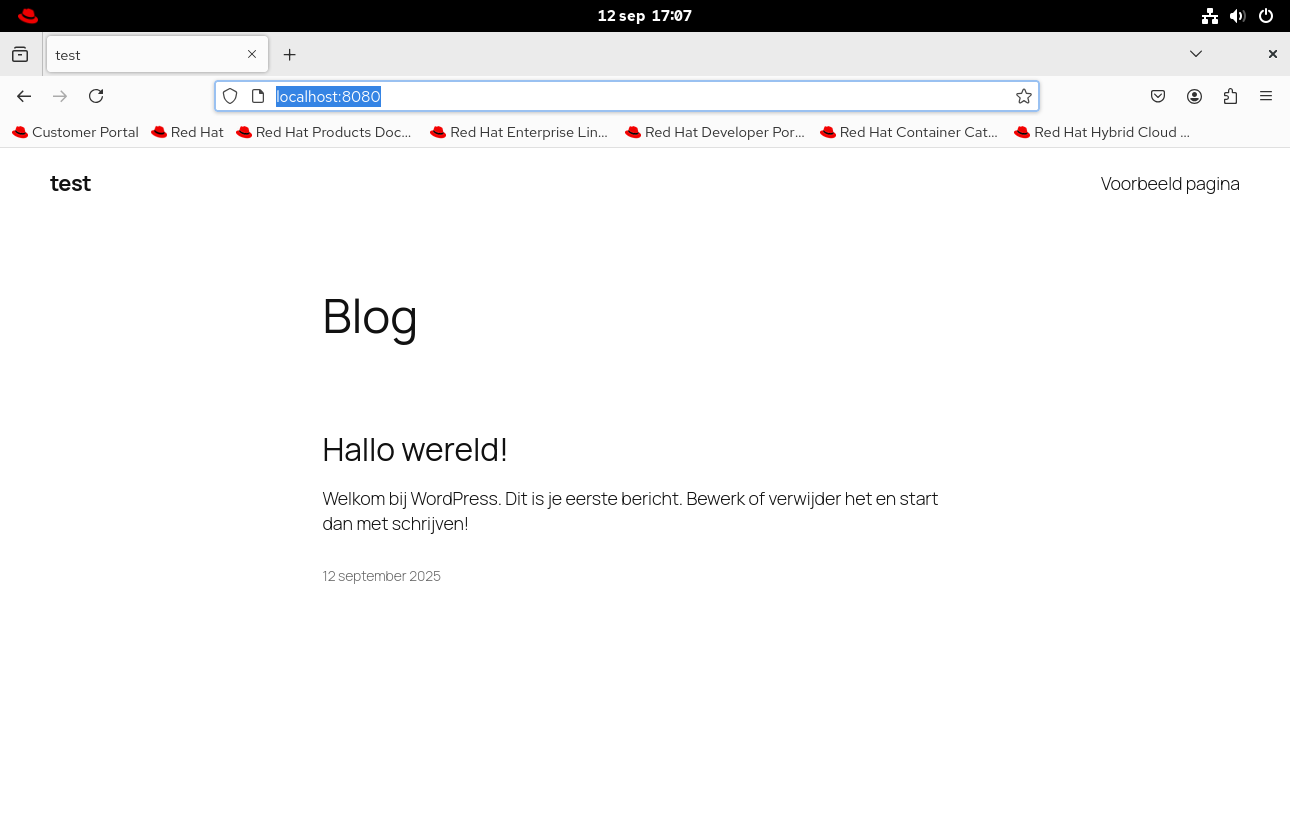 12 sep 17:07
test
localhost:8080
Customer Portal Red Hat Red Hat Products Doc... Red Hat Enterprise Lin... Red Hat Developer Por... Red Hat Container Cat... Red Hat Hybrid Cloud ...
test Voorbeeld pagina
Blog
Hallo wereld!
Welkom bij WordPress. Dit is je eerste bericht. Bewerk of verwijder het en start
dan met schrijven!
12 september 2025